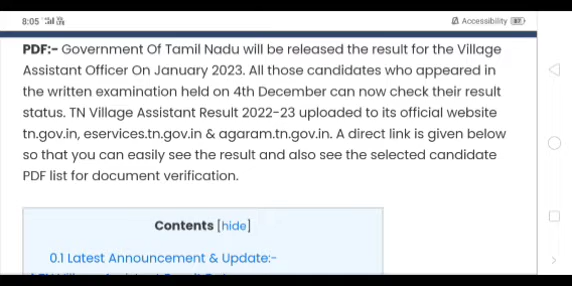 8:05
Accessibility
PDF:- Government Of Tamil Nadu will be released the result for the Village
Assistant Officer On January 2023. All those candidates who appeared in
the written examination held on 4th December can now check their result
status. TN Village Assistant Result 2022-23 uploaded to its official website
tn.gov.in, eservices.tn.gov.in & agaram.tn.gov.in. A direct link is given below
so that you can easily see the result and also see the selected candidate
PDF list for document verification.
Contents [hide]
0.1 Latest Announcement & Update:-